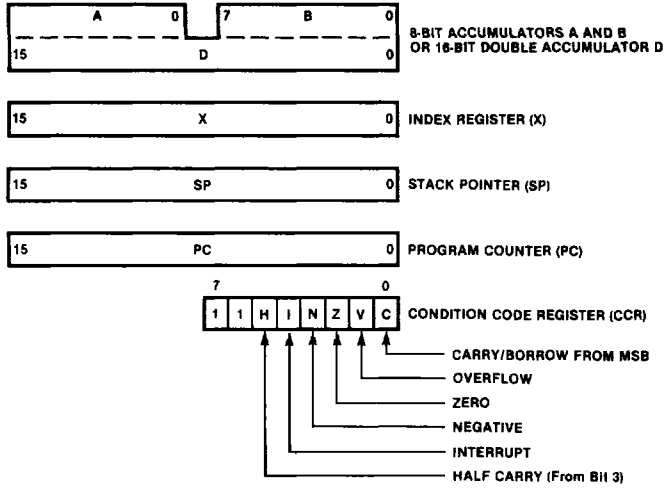 A 0 7 B 0
8-BIT ACCUMULATORS A AND B
15 D 0
OR 16-BIT DOUBLE ACCUMULATOR D
15 X 0 INDEX REGISTER (X)
15 SP 0 STACK POINTER (SP)
15 PC 0 PROGRAM COUNTER (PC)
7 0
1 1 H I N Z V C CONDITION CODE REGISTER (CCR)
CARRY/BORROW FROM MSB
OVERFLOW
ZERO
NEGATIVE
INTERRUPT
HALF CARRY (From Bit 3)